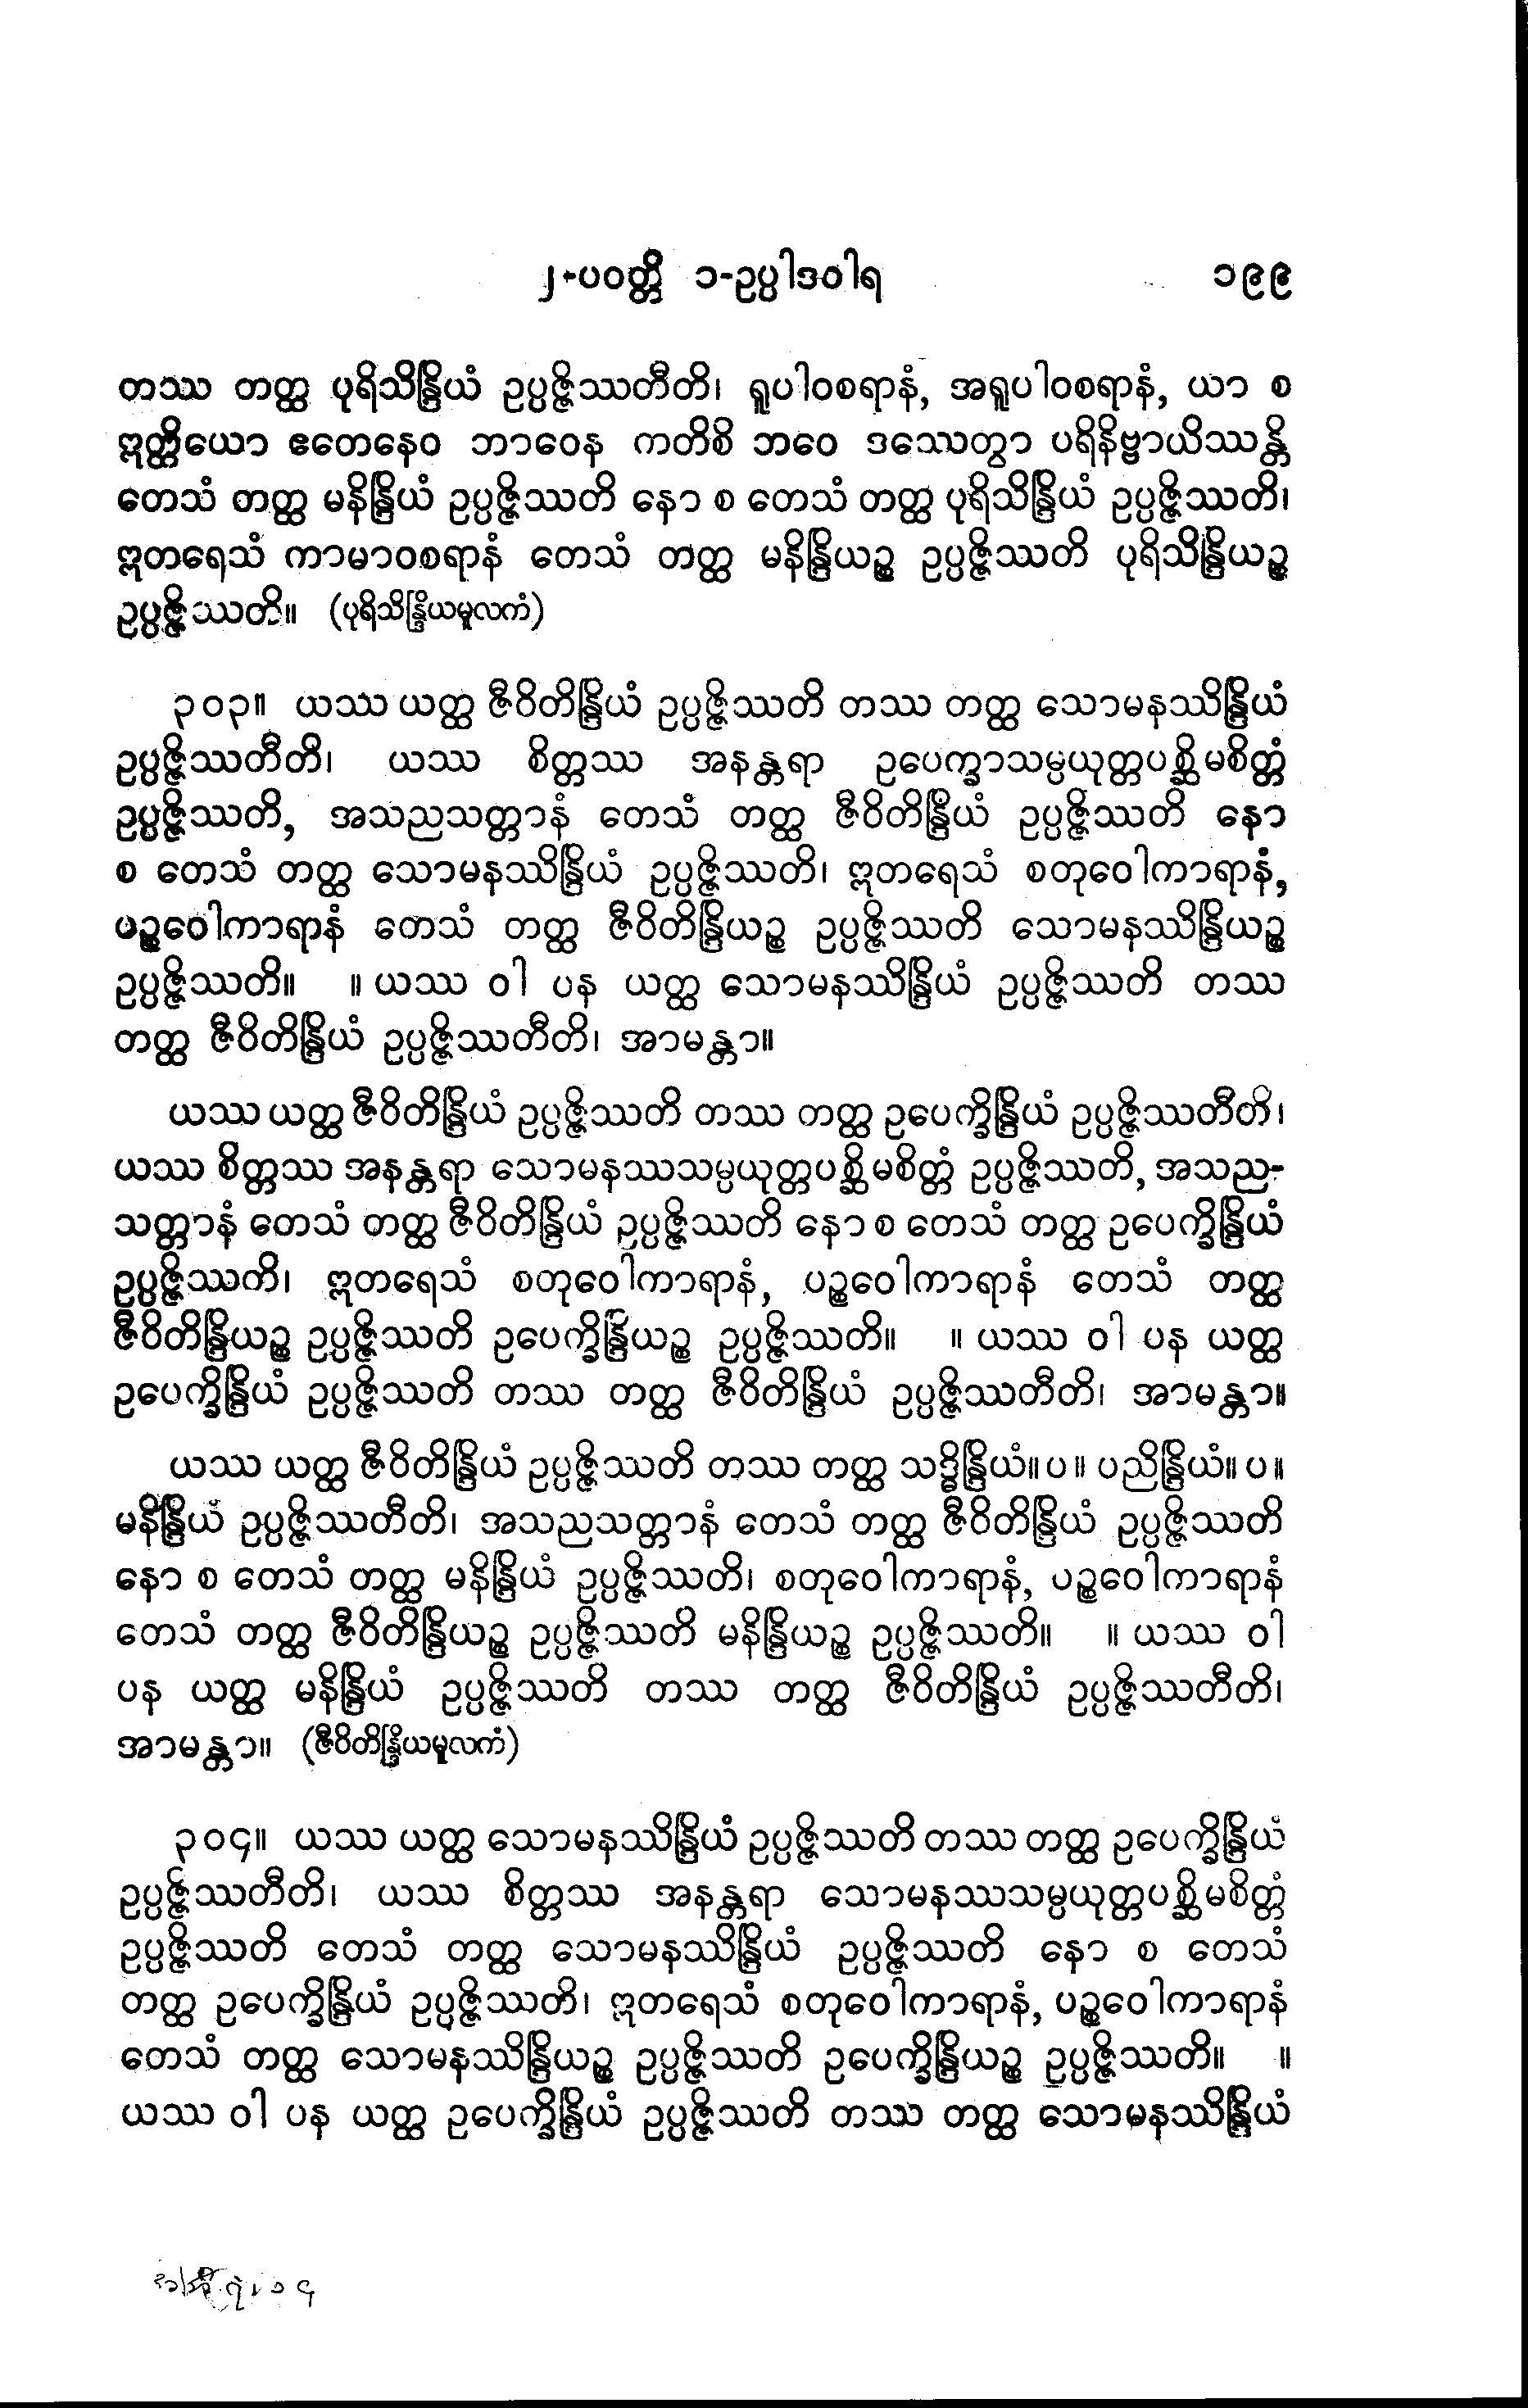 ၂-ပဝတ္တိ ၁-ဥပ္ပါဒဝါရ ၁၉၉
တဿ တတ္ထ ပုရိသိန္ဒြိယံ ဥပ္ပဇ္ဇိဿတီတိ၊ ရူပါဝစရာနံ, အရူပါဝစရာနံ, ယာ စ
ဣတ္ထိယော ဧတေနေဝ ဘာဝေန ကတိစိ ဘဝေ ဒဿေတွာ ပရိနိဗ္ဗာယိဿန္တိ
တေသံ တတ္ထ မနိန္ဒြိယံ ဥပ္ပဇ္ဇိဿတိ နော စ တေသံ တတ္ထ ပုရိသိန္ဒြိယံ ဥပ္ပဇ္ဇိဿတိ၊
ဣတရေသံ ကာမာဝစရာနံ တေသံ တတ္ထ မနိန္ဒြိယဉ္စ ဥပ္ပဇ္ဇိဿတိ ပုရိသိန္ဒြိယဉ္စ
ဥပ္ပဇ္ဇိဿတိ။ (ပုရိသိန္ဒြိယမူလကံ)
၃၀၃။ ယဿ ယတ္ထ ဇီဝိတိန္ဒြိယံ ဥပ္ပဇ္ဇိဿတိ တဿ တတ္ထ သောမနဿိန္ဒြိယံ
ဥပ္ပဇ္ဇိဿတီတိ၊ ယဿ စိတ္တဿ အနန္တရာ ဥပေက္ခာသမ္ပယုတ္တပစ္ဆိမစိတ္တံ
ဥပ္ပဇ္ဇိဿတိ, အသညသတ္တာနံ တေသံ တတ္ထ ဇီဝိတိန္ဒြိယံ ဥပ္ပဇ္ဇိဿတိ နော
စ တေသံ တတ္ထ သောမနဿိန္ဒြိယံ ဥပ္ပဇ္ဇိဿတိ၊ ဣတရေသံ စတုဝေါကာရာနံ,
ပဉ္စဝေါကာရာနံ တေသံ တတ္ထ ဇီဝိတိန္ဒြိယဉ္စ ဥပ္ပဇ္ဇိဿတိ သောမနဿိန္ဒြိယဉ္စ
ဥပ္ပဇ္ဇိဿတိ။ ။ ယဿ ဝါ ပန ယတ္ထ သောမနဿိန္ဒြိယံ ဥပ္ပဇ္ဇိဿတိ တဿ
တတ္ထ ဇီဝိတိန္ဒြိယံ ဥပ္ပဇ္ဇိဿတီတိ၊ အာမန္တာ။
ယဿ ယတ္ထ ဇီဝိတိန္ဒြိယံ ဥပ္ပဇ္ဇိဿတိ တဿ တတ္ထ ဥပေက္ခိန္ဒြိယံ ဥပ္ပဇ္ဇိဿတီတိ၊
ယဿ စိတ္တဿ အနန္တရာ သောမနဿသမ္ပယုတ္တပစ္ဆိမစိတ္တံ ဥပ္ပဇ္ဇိဿတိ, အသည-
သတ္တာနံ တေသံ တတ္ထ ဇီဝိတိန္ဒြိယံ ဥပ္ပဇ္ဇိဿတိ နော စ တေသံ တတ္ထ ဥပေက္ခိန္ဒြိယံ
ဥပ္ပဇ္ဇိဿတိ၊ ဣတရေသံ စတုဝေါကာရာနံ, ပဉ္စဝေါကာရာနံ တေသံ တတ္ထ
ဇီဝိတိန္ဒြိယဉ္စ ဥပ္ပဇ္ဇိဿတိ ဥပေက္ခိန္ဒြိယဉ္စ ဥပ္ပဇ္ဇိဿတိ။ ။ ယဿ ဝါ ပန ယတ္ထ
ဥပေက္ခိန္ဒြိယံ ဥပ္ပဇ္ဇိဿတိ တဿ တတ္ထ ဇီဝိတိန္ဒြိယံ ဥပ္ပဇ္ဇိဿတီတိ၊ အာမန္တာ။
ယဿ ယတ္ထ ဇီဝိတိန္ဒြိယံ ဥပ္ပဇ္ဇိဿတိ တဿ တတ္ထ သဒ္ဓိန္ဒြိယံ။ ပ။ ပညိန္ဒြိယံ။ ပ။
မနိန္ဒြိယံ ဥပ္ပဇ္ဇိဿတီတိ၊ အသညသတ္တာနံ တေသံ တတ္ထ ဇီဝိတိန္ဒြိယံ ဥပ္ပဇ္ဇိဿတိ
နော စ တေသံ တတ္ထ မနိန္ဒြိယံ ဥပ္ပဇ္ဇိဿတိ၊ စတုဝေါကာရာနံ, ပဉ္စဝေါကာရာနံ
တေသံ တတ္ထ ဇီဝိတိန္ဒြိယဉ္စ ဥပ္ပဇ္ဇိဿတိ မနိန္ဒြိယဉ္စ ဥပ္ပဇ္ဇိဿတိ။ ။ ယဿ ဝါ
ပန ယတ္ထ မနိန္ဒြိယံ ဥပ္ပဇ္ဇိဿတိ တဿ တတ္ထ ဇီဝိတိန္ဒြိယံ ဥပ္ပဇ္ဇိဿတီတိ၊
အာမန္တာ။ (ဇီဝိတိန္ဒြိယမူလကံ)
၃၀၄။ ယဿ ယတ္ထ သောမနဿိန္ဒြိယံ ဥပ္ပဇ္ဇိဿတိ တဿ တတ္ထ ဥပေက္ခိန္ဒြိယံ
ဥပ္ပဇ္ဇိဿတီတိ၊ ယဿ စိတ္တဿ အနန္တရာ သောမနဿသမ္ပယုတ္တပစ္ဆိမစိတ္တံ
ဥပ္ပဇ္ဇိဿတိ တေသံ တတ္ထ သောမနဿိန္ဒြိယံ ဥပ္ပဇ္ဇိဿတိ နော စ တေသံ
တတ္ထ ဥပေက္ခိန္ဒြိယံ ဥပ္ပဇ္ဇိဿတိ၊ ဣတရေသံ စတုဝေါကာရာနံ, ပဉ္စဝေါကာရာနံ
တေသံ တတ္ထ သောမနဿိန္ဒြိယဉ္စ ဥပ္ပဇ္ဇိဿတိ ဥပေက္ခိန္ဒြိယဉ္စ ဥပ္ပဇ္ဇိဿတိ။ ။
ယဿ ဝါ ပန ယတ္ထ ဥပေက္ခိန္ဒြိယံ ဥပ္ပဇ္ဇိဿတိ တဿ တတ္ထ သောမနဿိန္ဒြိယံ